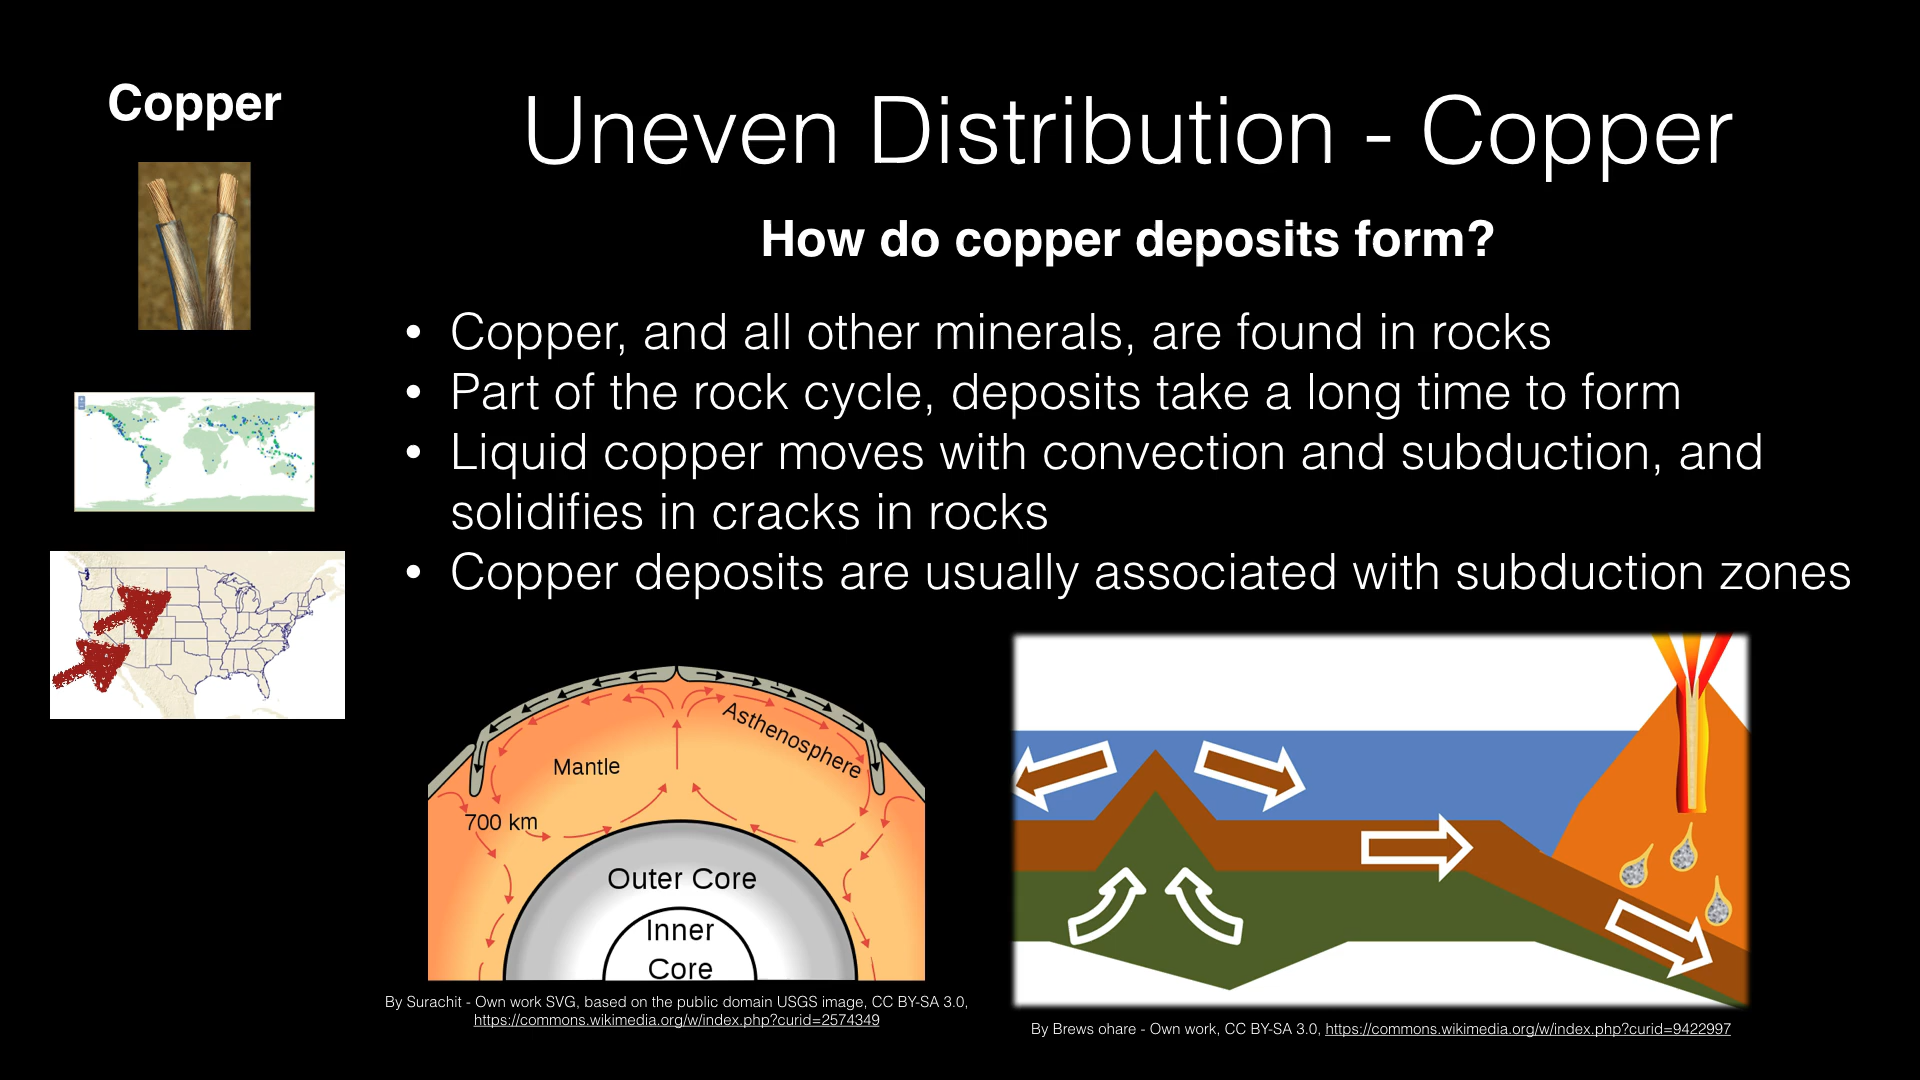 Copper
Uneven Distribution - Copper
How do copper deposits form?
• Copper, and all other minerals, are found in rocks
• Part of the rock cycle, deposits take a long time to form
• Liquid copper moves with convection and subduction, and
solidifies in cracks in rocks
• Copper deposits are usually associated with subduction zones
Asthenosphere
Mantle
700 km
Outer Core
Inner
Core
By Surachit - Own work SVG, based on the public domain USGS image, CC BY-SA 3.0,
https://commons.wikimedia.org/w/index.php?curid=2574349
By Brews ohare - Own work, CC BY-SA 3.0, https://commons.wikimedia.org/w/index.php?curid=9422997